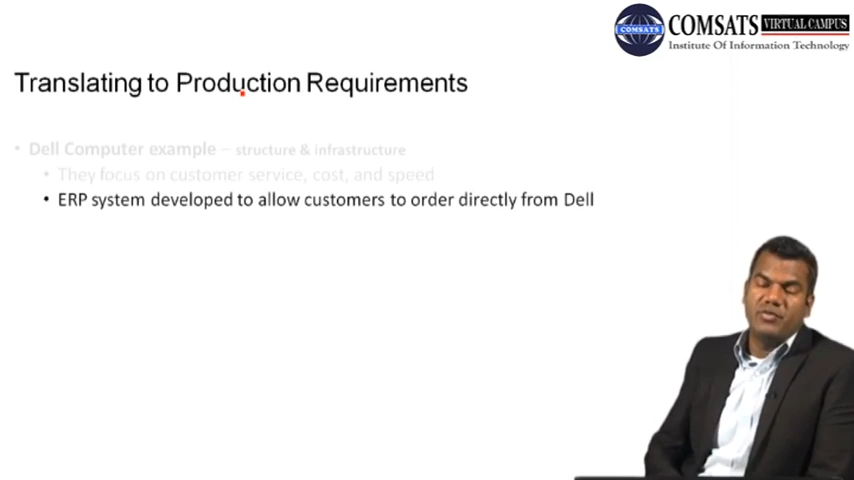 COMSATS VIRTUAL CAMPUS
COMSATS
Institute Of Information Technology
Translating to Production Requirements
• Dell Computer example – structure & infrastructure
• They focus on customer service, cost, and speed
• ERP system developed to allow customers to order directly from Dell